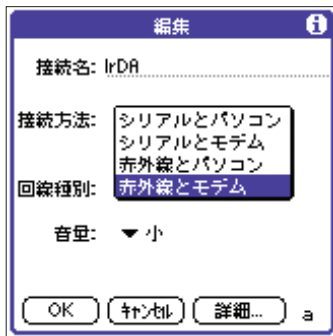 編集
接続名: IrDA
接続方法:
シリアルとパソコン
シリアルとモデム
赤外線とパソコン
回線種別: 赤外線とモデム
音量: ▼小
OK キャンセル 詳細... a